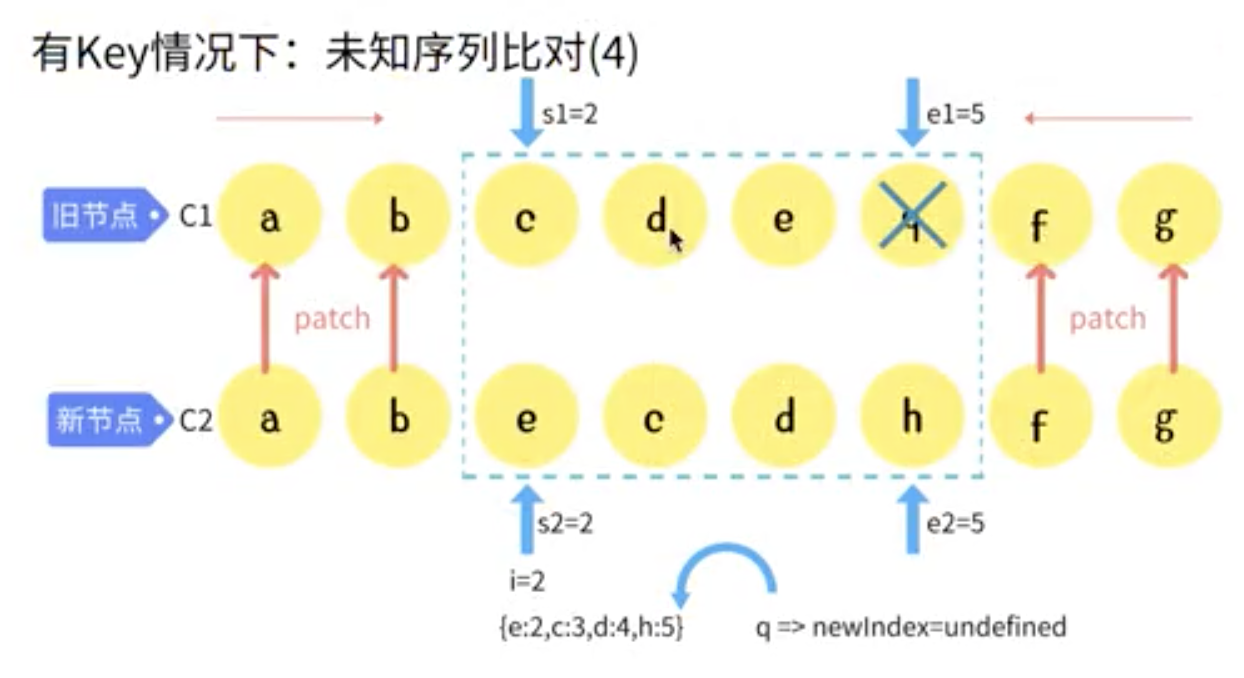 有Key情况下：未知序列比对(4)
s1=2 e1=5
旧节点 C1 a b c d e q f g
patch patch
新节点 C2 a b e c d h f g
s2=2 e2=5
i=2
{e:2,c:3,d:4,h:5} q => newIndex=undefined